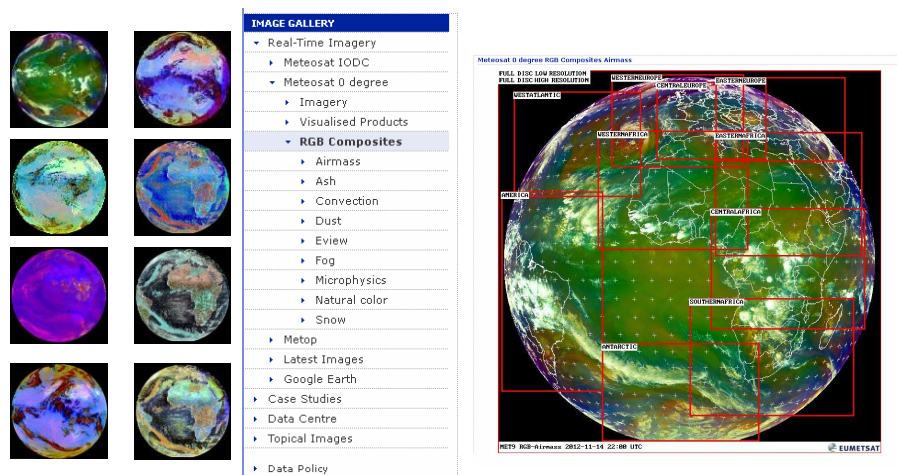 IMAGE GALLERY
Real-Time Imagery
Meteosat IODC
Meteosat 0 degree
Imagery
Visualised Products
RGB Composites
Airmass
Ash
Convection
Dust
Eview
Fog
Microphysics
Natural color
Snow
Metop
Latest Images
Google Earth
Case Studies
Data Centre
Topical Images
Data Policy
Meteosat 0 degree RGB Composites Airmass
FULL DISC LOW RESOLUTION
FULL DISC HIGH RESOLUTION
WESTERNEUROPE
EASTERNEUROPE
CENTRALEUROPE
WESTATLANTIC
WESTERNAFRICA
EASTERNAFRICA
AMERICA
CENTRALAFRICA
SOUTHERNAFRICA
ANTARCTIC
MET9 RGB-Airmass 2012-11-14 22:00 UTC
EUMETSAT